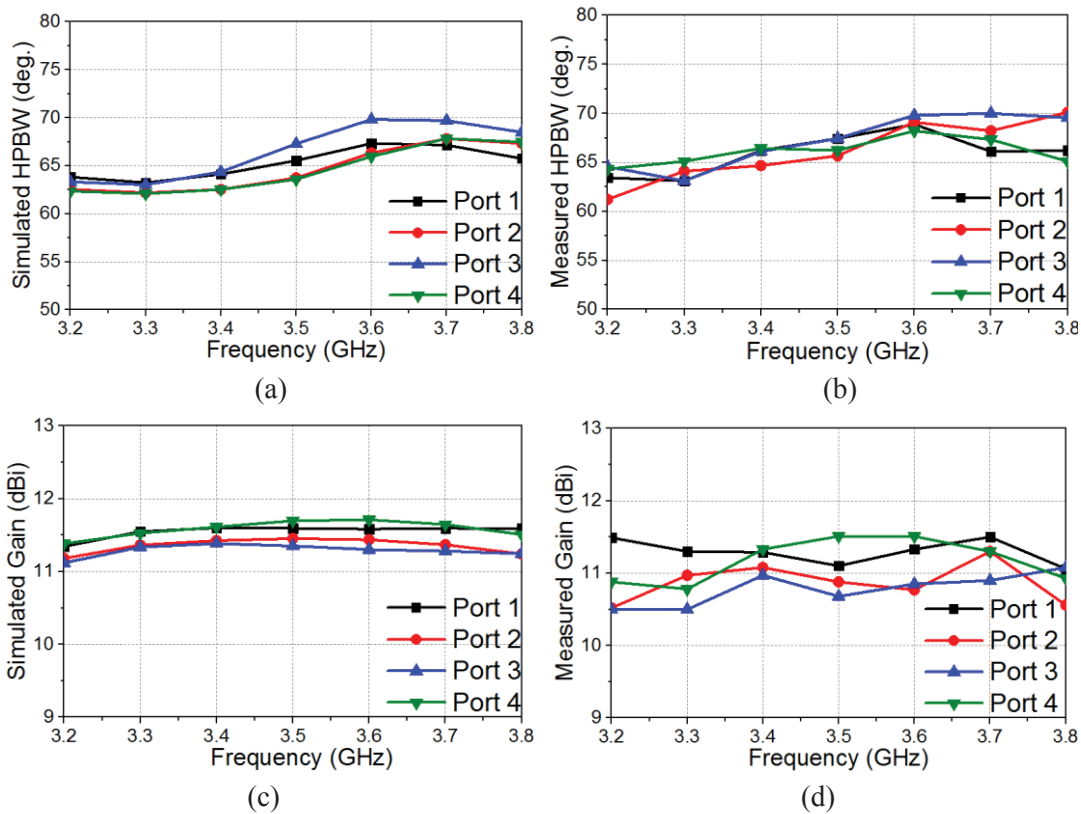 80
75
70
65
60
55
50
Simulated HPBW (deg.)
Port 1
Port 2
Port 3
Port 4
3.2 3.3 3.4 3.5 3.6 3.7 3.8
Frequency (GHz)
(a)
80
75
70
65
60
55
50
Measured HPBW (deg.)
Port 1
Port 2
Port 3
Port 4
3.2 3.3 3.4 3.5 3.6 3.7 3.8
Frequency (GHz)
(b)
13
12
11
10
9
Simulated Gain (dBi)
Port 1
Port 2
Port 3
Port 4
3.2 3.3 3.4 3.5 3.6 3.7 3.8
Frequency (GHz)
(c)
13
12
11
10
9
Measured Gain (dBi)
Port 1
Port 2
Port 3
Port 4
3.2 3.3 3.4 3.5 3.6 3.7 3.8
Frequency (GHz)
(d)